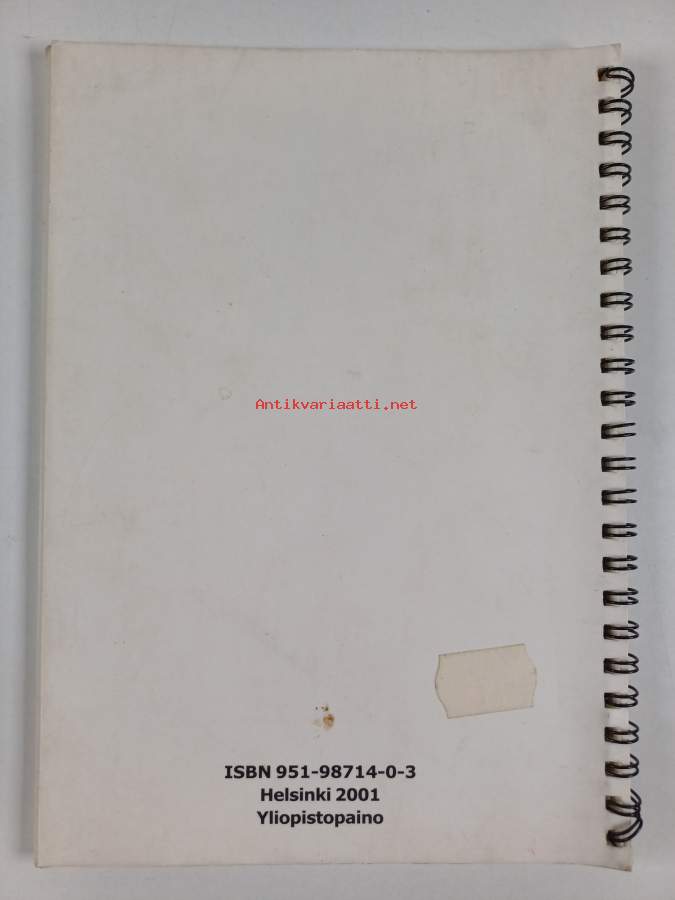 Antikvariaatti.net
ISBN 951-98714-0-3
Helsinki 2001
Yliopistopaino